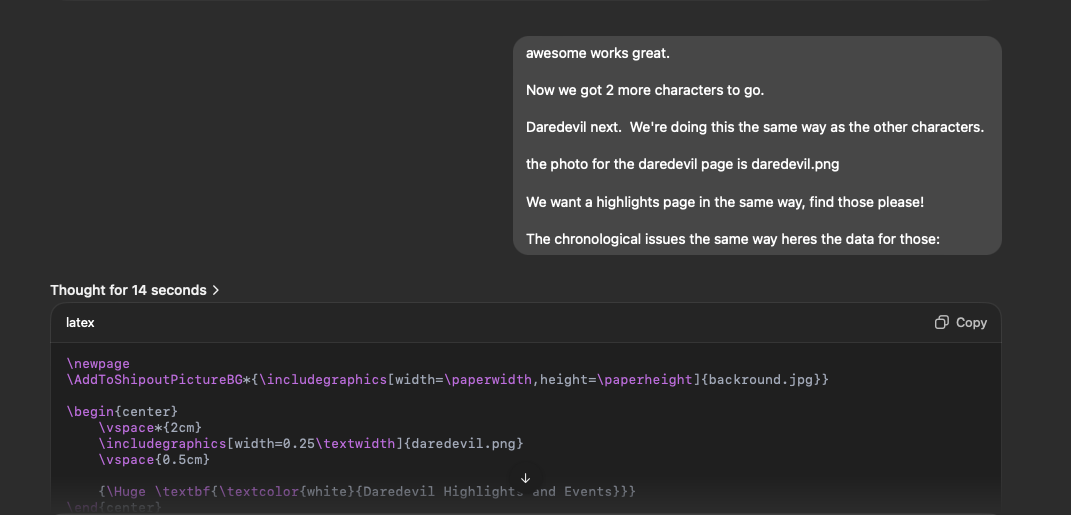 awesome works great.
Now we got 2 more characters to go.
Daredevil next.  We're doing this the same way as the other characters.
the photo for the daredevil page is daredevil.png
We want a highlights page in the same way, find those please!
The chronological issues the same way heres the data for those:
Thought for 14 seconds >
latex
Copy
\newpage
\AddToShipoutPictureBG*{\includegraphics[width=\paperwidth,height=\paperheight]{backround.jpg}}
\begin{center}
    \vspace*{2cm}
    \includegraphics[width=0.25\textwidth]{daredevil.png}
    \vspace{0.5cm}
    {\Huge \textbf{\textcolor{white}{Daredevil Highlights and Events}}}
\end{center}